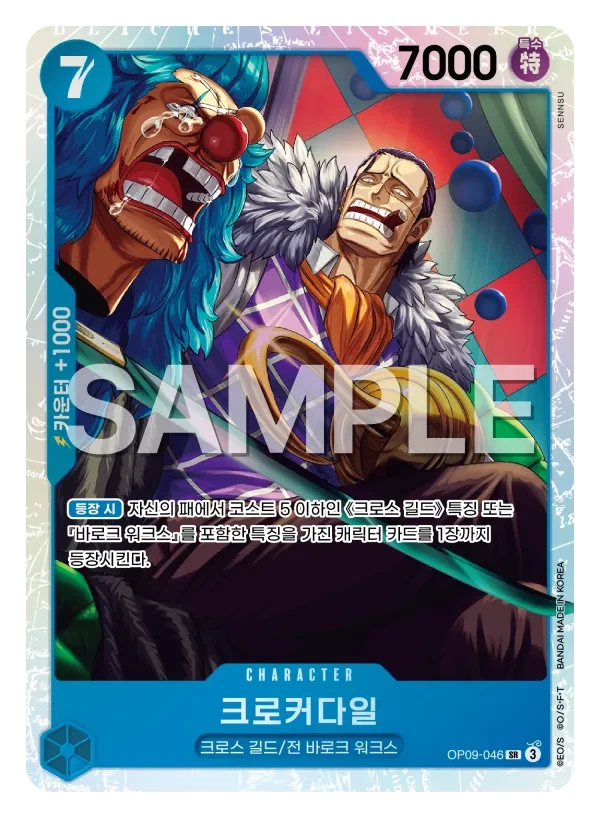 7
7000
특수
特
SENNSU
카운터 +1000
SAMPLE
등장 시 자신의 패에서 코스트 5 이하인 《크로스 길드》 특징 또는
『바로크 워크스』를 포함한 특징을 가진 캐릭터 카드를 1장까지
등장시킨다.
CHARACTER
크로커다일
크로스 길드/전 바로크 워크스
OP09-046 SR 3
©E.O/S ©O/S·F·T BANDAI MADE IN KOREA